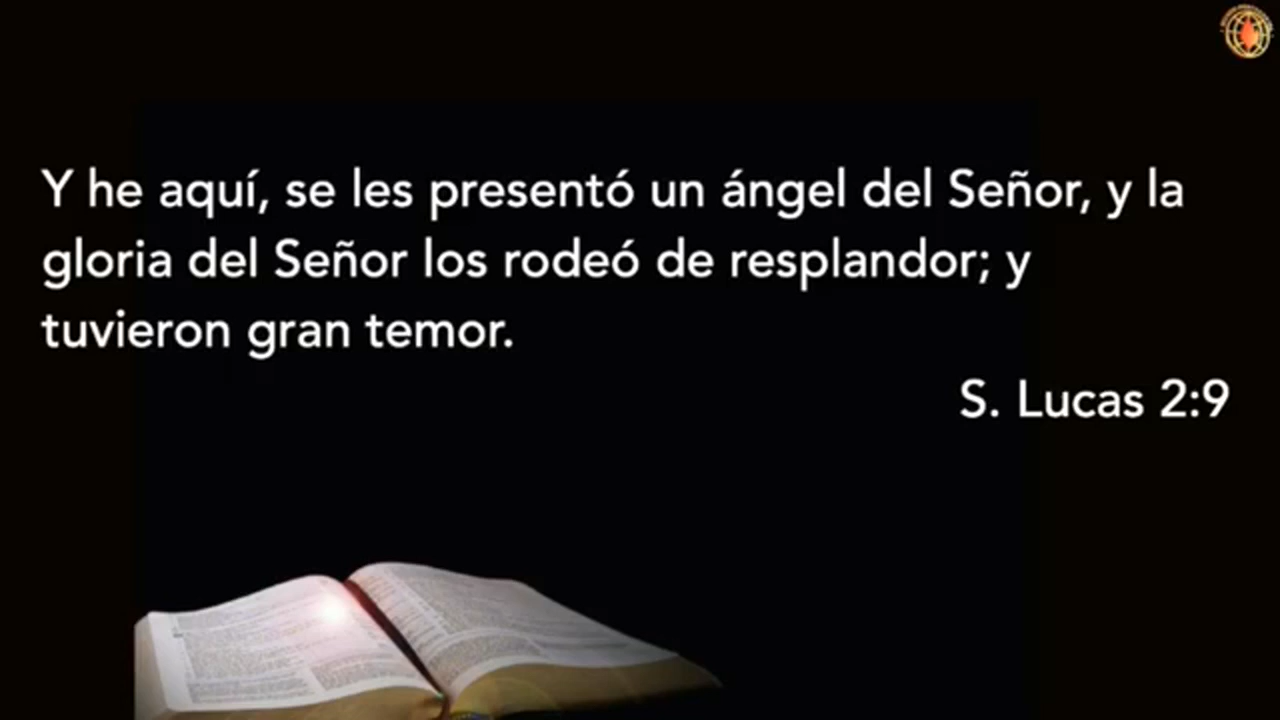 Y he aquí, se les presentó un ángel del Señor, y la
gloria del Señor los rodeó de resplandor; y
tuvieron gran temor.
S. Lucas 2:9